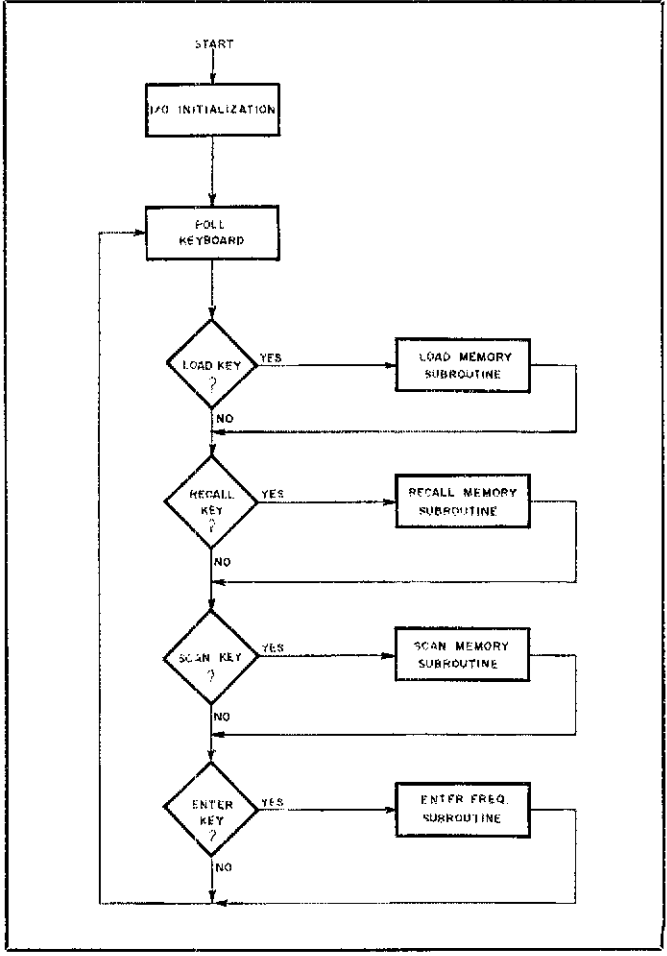 START
I/O INITIALIZATION
POLL
KEYBOARD
LOAD KEY
?
YES
LOAD MEMORY
SUBROUTINE
NO
RECALL
KEY
?
YES
RECALL MEMORY
SUBROUTINE
NO
SCAN KEY
?
YES
SCAN MEMORY
SUBROUTINE
NO
ENTER
KEY
?
YES
ENTER FREQ.
SUBROUTINE
NO